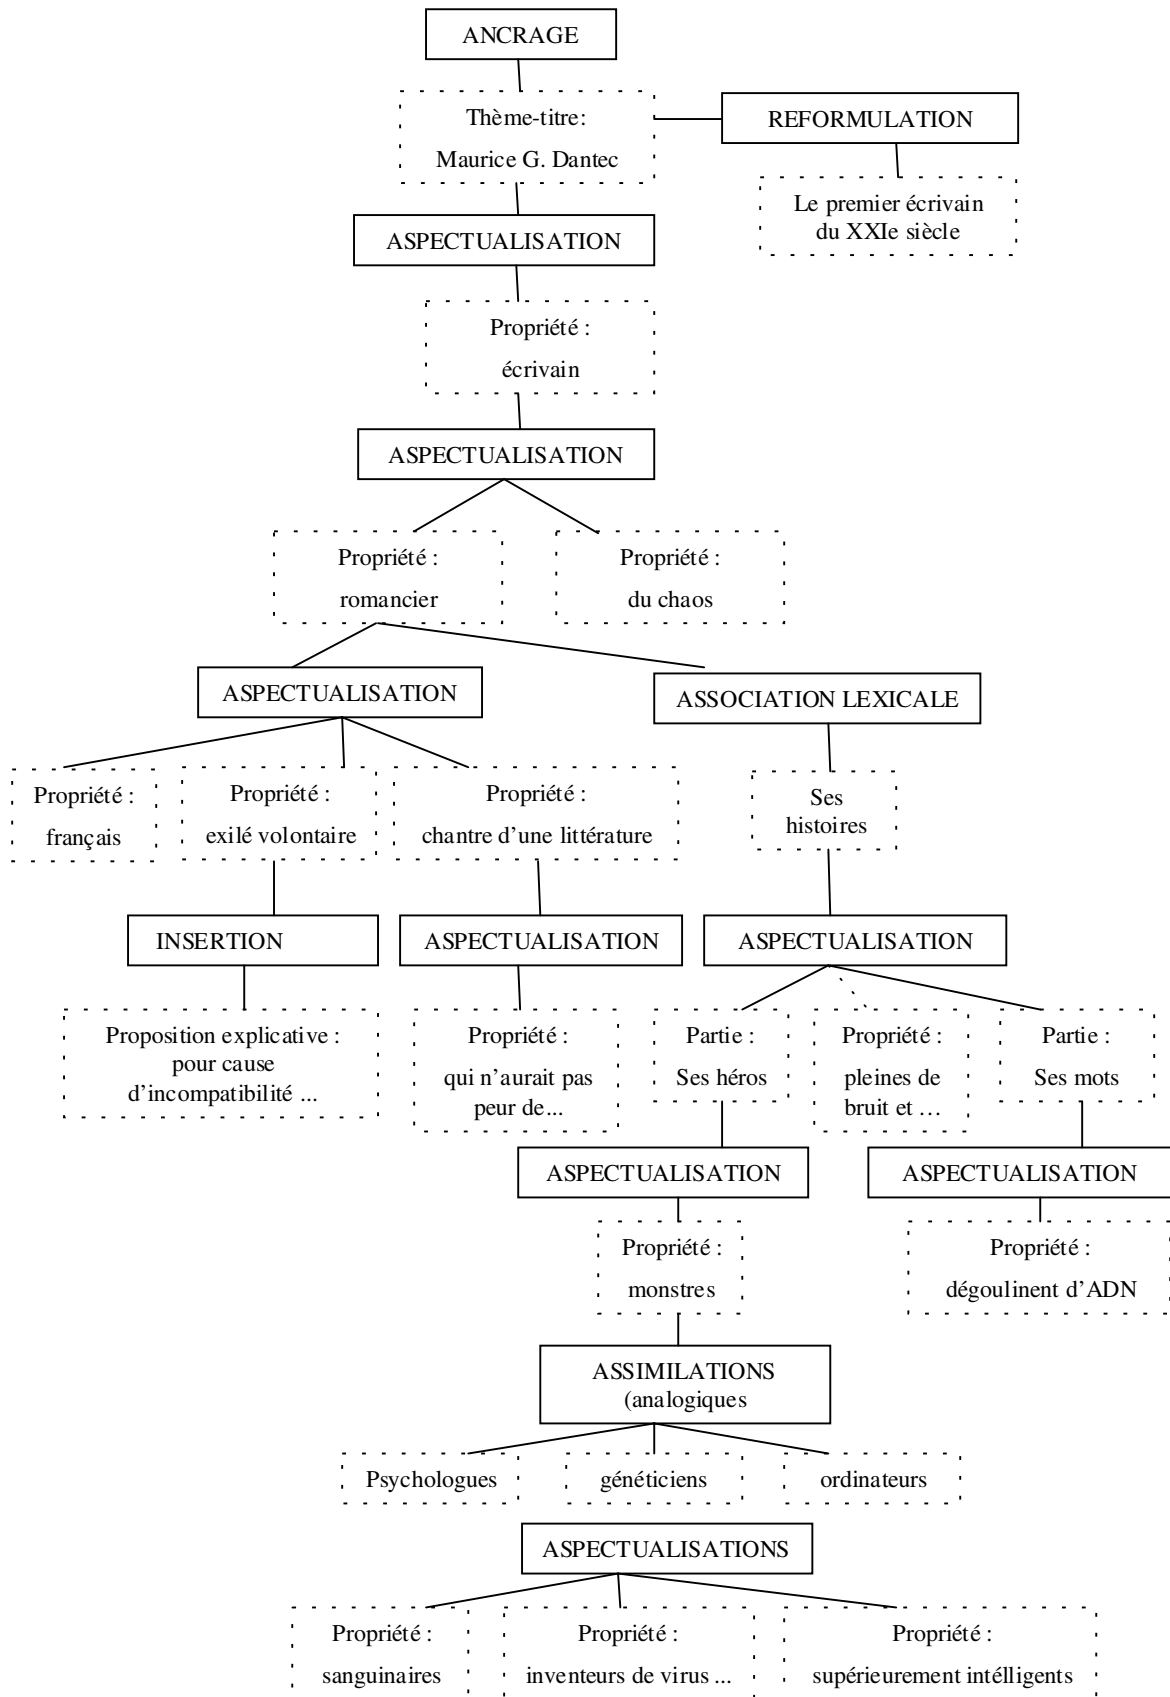 ANCRAGE
Thème-titre:
Maurice G. Dantec
REFORMULATION
Le premier écrivain
du XXIe siècle
ASPECTUALISATION
Propriété :
écrivain
ASPECTUALISATION
Propriété :
romancier
Propriété :
du chaos
ASPECTUALISATION
ASSOCIATION LEXICALE
Propriété :
français
Propriété :
exilé volontaire
Propriété :
chantre d'une littérature
Ses
histoires
INSERTION
ASPECTUALISATION
ASPECTUALISATION
Proposition explicative :
pour cause
d'incompatibilité ...
Propriété :
qui n'aurait pas
peur de...
Partie :
Ses héros
Propriété :
pleines de
bruit et …
Partie :
Ses mots
ASPECTUALISATION
ASPECTUALISATION
Propriété :
monstres
Propriété :
dégoulinent d'ADN
ASSIMILATIONS
(analogiques
Psychologues
généticiens
ordinateurs
ASPECTUALISATIONS
Propriété :
sanguinaires
Propriété :
inventeurs de virus ...
Propriété :
supérieurement intélligents